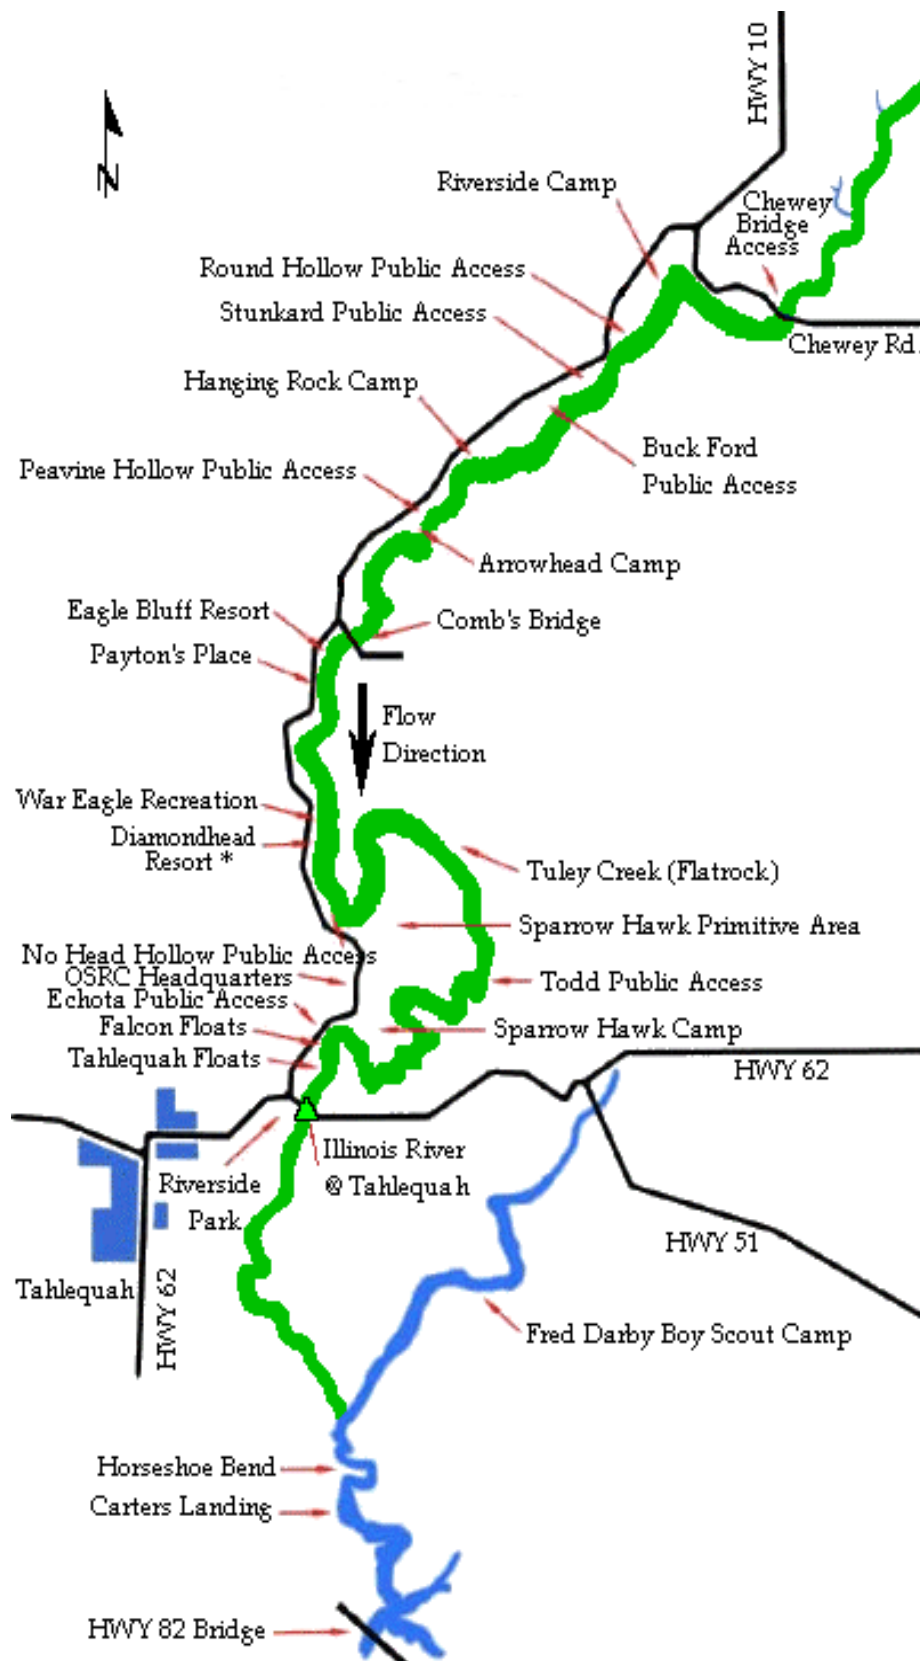 HWY 10
N
Riverside Camp
Chewey
Bridge
Access
Round Hollow Public Access
Stunkard Public Access
Chewey Rd.
Hanging Rock Camp
Buck Ford
Public Access
Peavine Hollow Public Access
Arrowhead Camp
Eagle Bluff Resort
Comb's Bridge
Payton's Place
Flow
Direction
War Eagle Recreation
Diamondhead
Resort *
Tuley Creek (Flatrock)
Sparrow Hawk Primitive Area
No Head Hollow Public Access
OSRC Headquarters
Todd Public Access
Echota Public Access
Falcon Floats
Sparrow Hawk Camp
Tahlequah Floats
HWY 62
Illinois River
@ Tahlequah
Riverside
Park
HWY 51
Tahlequah
HWY 62
Fred Darby Boy Scout Camp
Horseshoe Bend
Carters Landing
HWY 82 Bridge